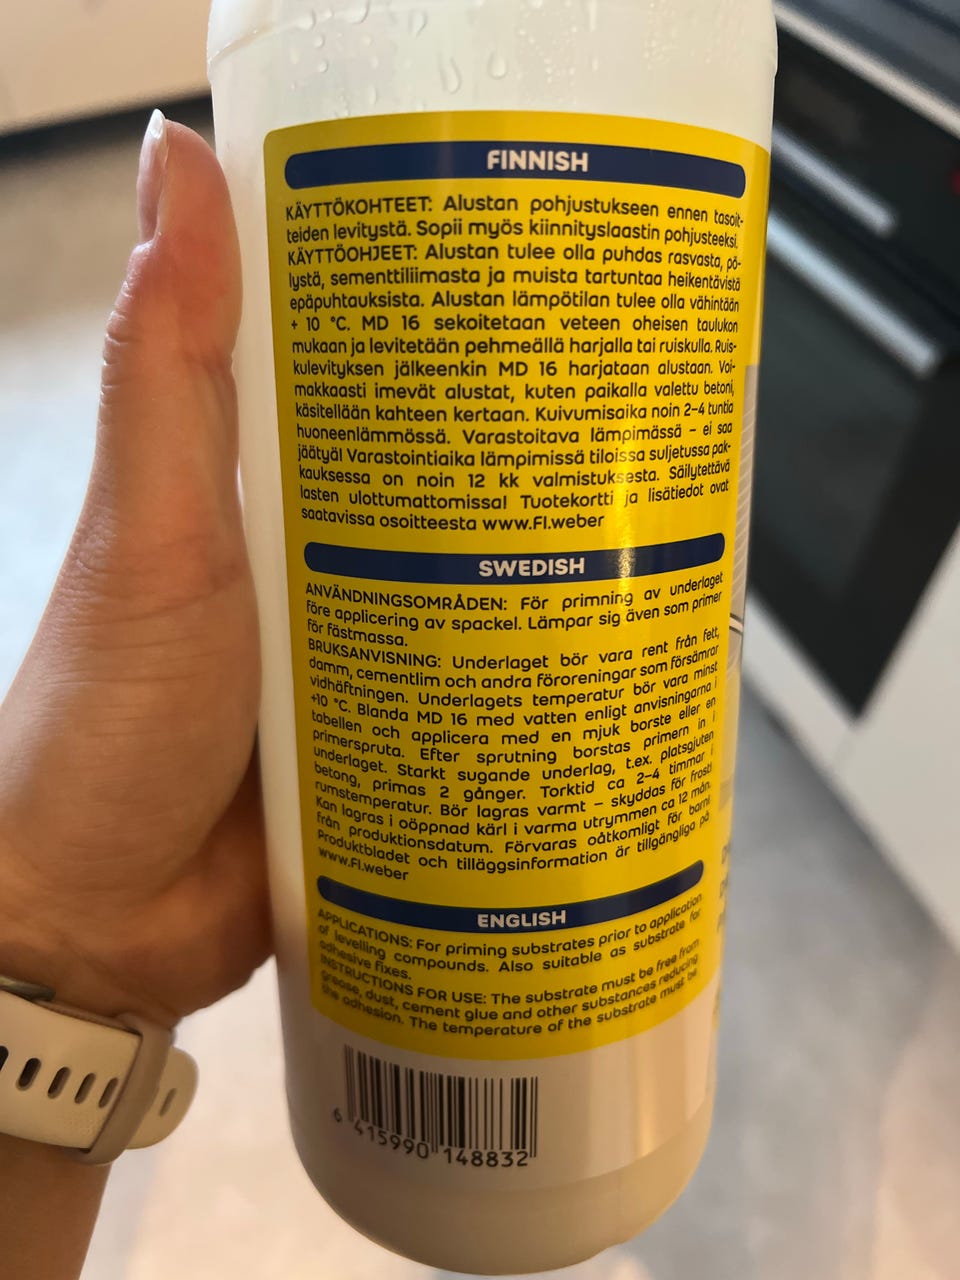 FINNISH
KÄYTTÖKOHTEET: Alustan pohjustukseen ennen tasoit-
teiden levitystä. Sopii myös kiinnityslaastin pohjusteeksi.
KÄYTTÖOHJEET: Alustan tulee olla puhdas rasvasta, pö-
lystä, sementtiliimasta ja muista tartuntaa heikentävistä
epäpuhtauksista. Alustan lämpötilan tulee olla vähintään
+ 10 °C. MD 16 sekoitetaan veteen oheisen taulukon
mukaan ja levitetään pehmeällä harjalla tai ruiskulla. Ruis-
kulevityksen jälkeenkin MD 16 harjataan alustaan. Voi-
makkaasti imevät alustat, kuten paikalla valettu betoni,
käsitellään kahteen kertaan. Kuivumisaika noin 2–4 tuntia
huoneenlämmössä. Varastoitava lämpimässä – ei saa
jäätyä! Varastointiaika lämpimissä tiloissa suljetussa pak-
kauksessa on noin 12 kk valmistuksesta. Säilytettävä
lasten ulottumattomissa! Tuotekortti ja lisätiedot ovat
saatavissa osoitteesta www.FI.weber
SWEDISH
ANVÄNDNINGSOMRÅDEN: För primning av underlaget
före applicering av spackel. Lämpar sig även som primer
för fästmassa.
BRUKSANVISNING: Underlaget bör vara rent från fett,
damm, cementlim och andra föroreningar som försämrar
vidhäftningen. Underlagets temperatur bör vara minst
+10 °C. Blanda MD 16 med vatten enligt anvisningarna i
tabellen och applicera med en mjuk borste eller en
primerspruta. Efter sprutning borstas primern in i
underlaget. Starkt sugande underlag, t.ex. platsgjuten
betong, primas 2 gånger. Torktid ca 2–4 timmar i
rumstemperatur. Bör lagras varmt – skyddas för frost!
Kan lagras i oöppnad kärl i varma utrymmen ca 12 mån.
från produktionsdatum. Förvaras oåtkomligt för barn!
Produktbladet och tilläggsinformation är tillgängliga på
www.FI.weber
ENGLISH
APPLICATIONS: For priming substrates prior to application
of levelling compounds. Also suitable as substrate for
adhesive fixes.
INSTRUCTIONS FOR USE: The substrate must be free from
grease, dust, cement glue and other substances reducing
the adhesion. The temperature of the substrate must be
6 415990 148832